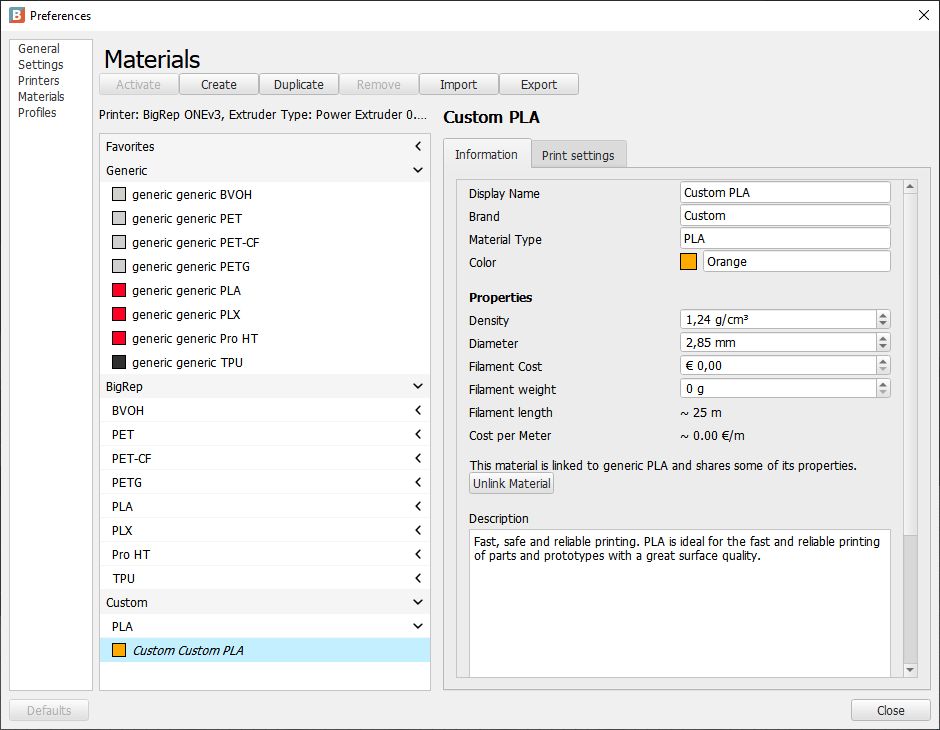 B Preferences
General
Settings
Printers
Materials
Profiles
Materials
Activate Create Duplicate Remove Import Export
Printer: BigRep ONEv3, Extruder Type: Power Extruder 0....
Favorites
Generic
generic generic BVOH
generic generic PET
generic generic PET-CF
generic generic PETG
generic generic PLA
generic generic PLX
generic generic Pro HT
generic generic TPU
BigRep
BVOH
PET
PET-CF
PETG
PLA
PLX
Pro HT
TPU
Custom
PLA
Custom Custom PLA
Custom PLA
Information Print settings
Display Name Custom PLA
Brand Custom
Material Type PLA
Color Orange
Properties
Density 1,24 g/cm³
Diameter 2,85 mm
Filament Cost € 0,00
Filament weight 0 g
Filament length ~ 25 m
Cost per Meter ~ 0.00 €/m
This material is linked to generic PLA and shares some of its properties.
Unlink Material
Description
Fast, safe and reliable printing. PLA is ideal for the fast and reliable printing
of parts and prototypes with a great surface quality.
Defaults Close